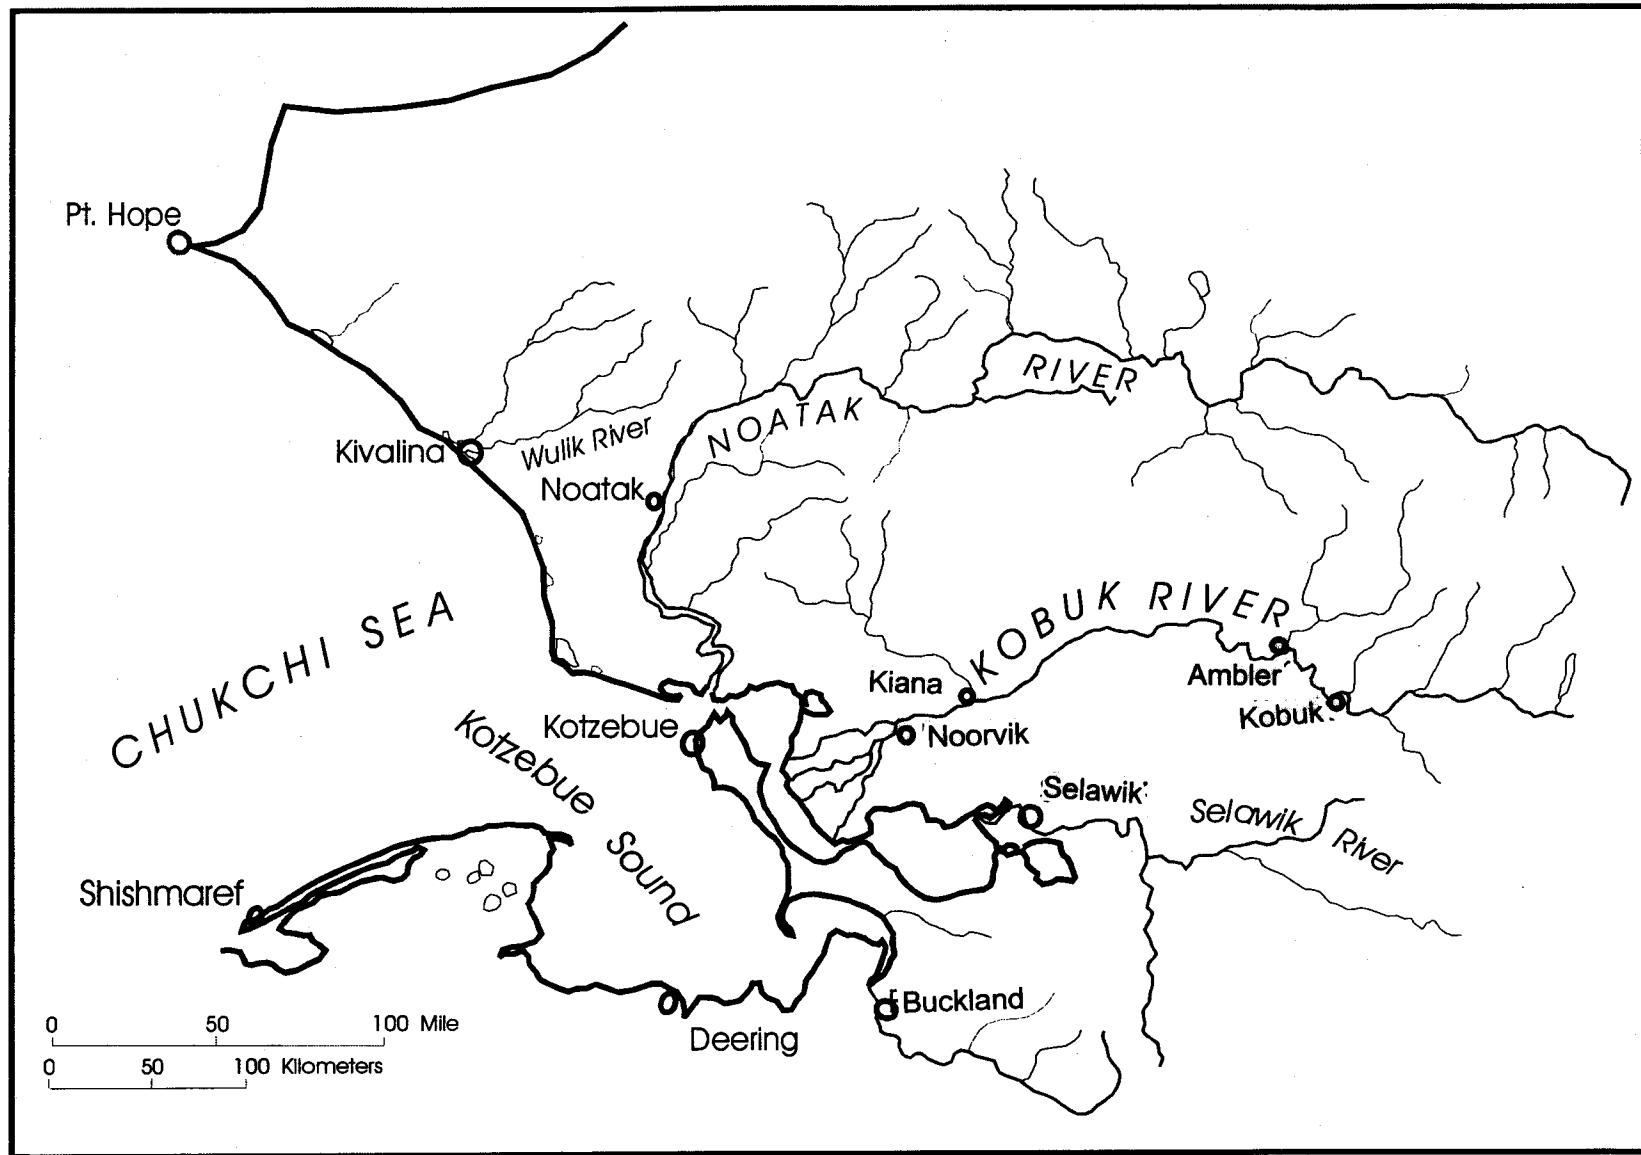 Pt. Hope
RIVER
NOATAK
Kivalina
Wulik River
Noatak
KOBUK RIVER
CHUKCHI SEA
Kiana
Ambler
Kobuk
Kotzebue
Noorvik
Kotzebue Sound
Selawik
Selawik River
Shishmaref
Buckland
Deering
0 50 100 Mile
0 50 100 Kilometers